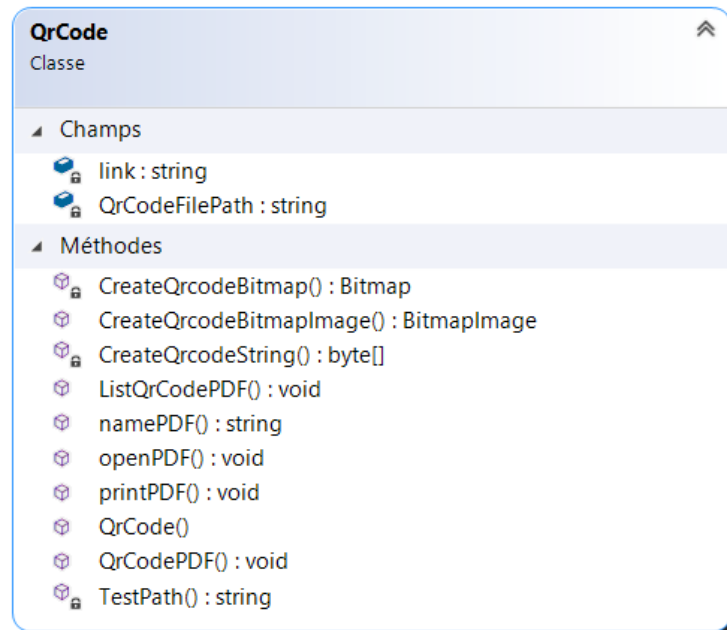 QrCode
Classe
Champs
link : string
QrCodeFilePath : string
Méthodes
CreateQrcodeBitmap() : Bitmap
CreateQrcodeBitmapImage() : BitmapImage
CreateQrcodeString() : byte[]
ListQrCodePDF() : void
namePDF() : string
openPDF() : void
printPDF() : void
QrCode()
QrCodePDF() : void
TestPath() : string